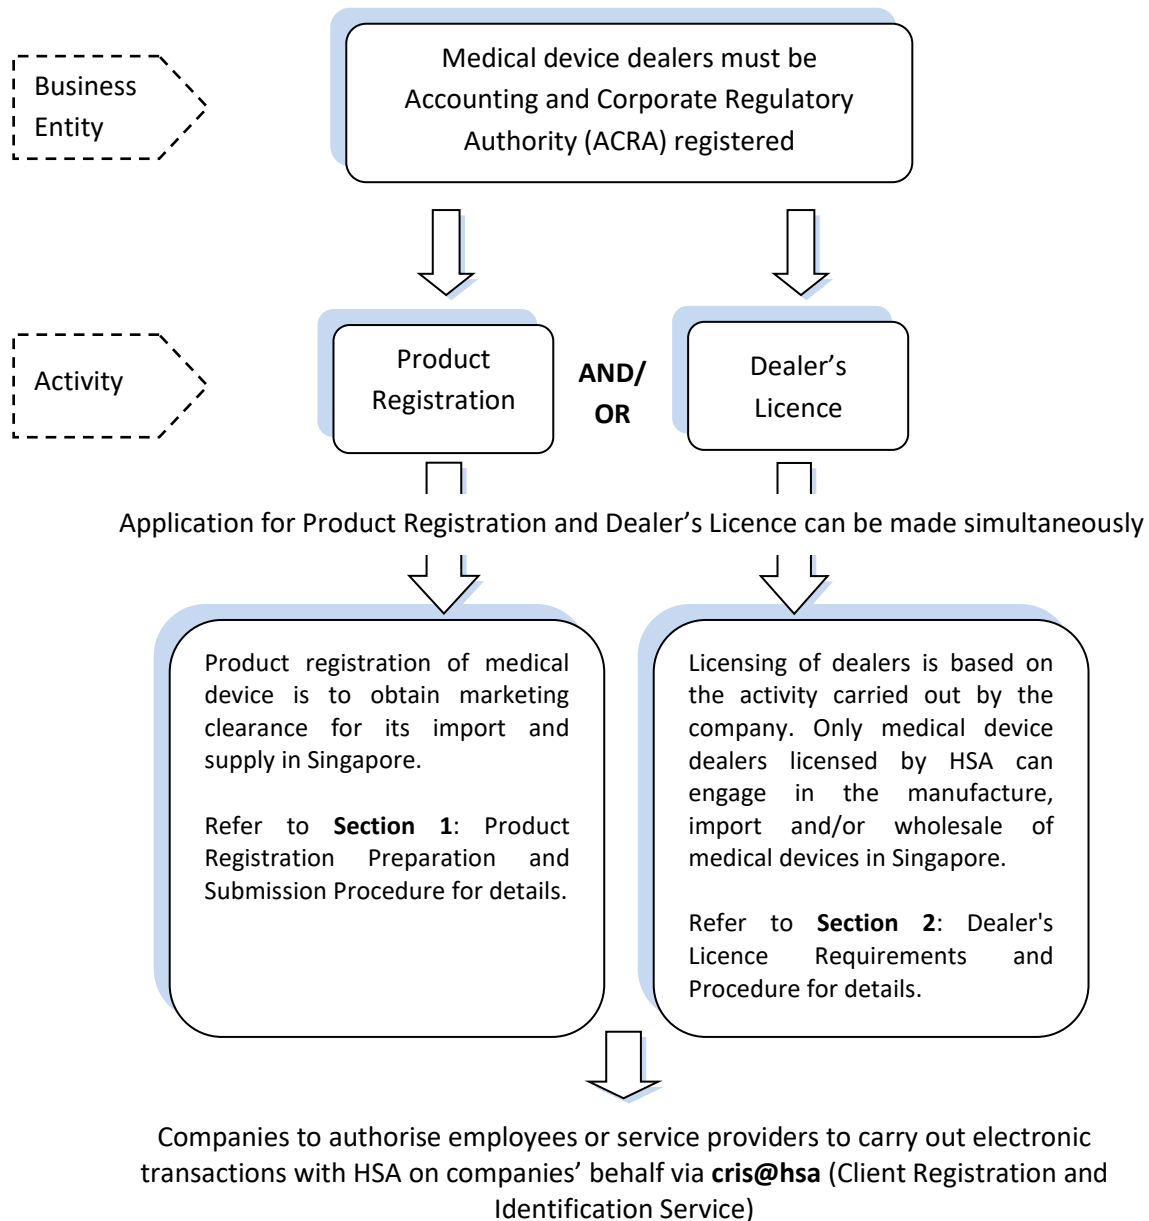 Business
Entity
Medical device dealers must be
Accounting and Corporate Regulatory
Authority (ACRA) registered
Activity
Product
Registration
AND/
OR
Dealer’s
Licence
Application for Product Registration and Dealer’s Licence can be made simultaneously
Product registration of medical
device is to obtain marketing
clearance for its import and
supply in Singapore.
Refer to Section 1: Product
Registration Preparation and
Submission Procedure for details.
Licensing of dealers is based on
the activity carried out by the
company. Only medical device
dealers licensed by HSA can
engage in the manufacture,
import and/or wholesale of
medical devices in Singapore.
Refer to Section 2: Dealer's
Licence Requirements and
Procedure for details.
Companies to authorise employees or service providers to carry out electronic
transactions with HSA on companies’ behalf via cris@hsa (Client Registration and
Identification Service)